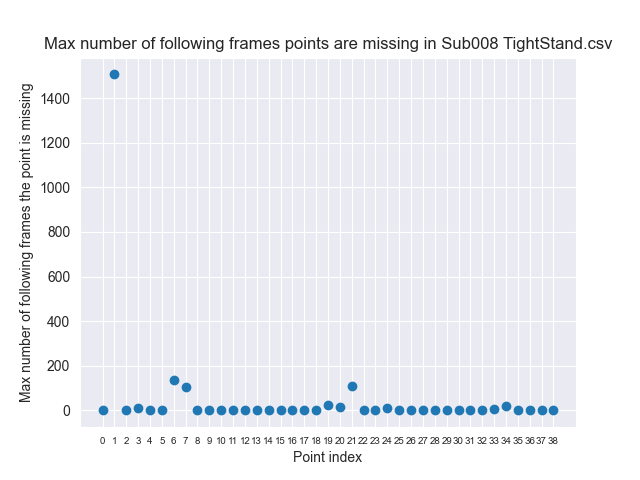 Max number of following frames points are missing in Sub008 TightStand.csv
Max number of following frames the point is missing
1400
1200
1000
800
600
400
200
0
0 1 2 3 4 5 6 7 8 9 10 11 12 13 14 15 16 17 18 19 20 21 22 23 24 25 26 27 28 29 30 31 32 33 34 35 36 37 38
Point index